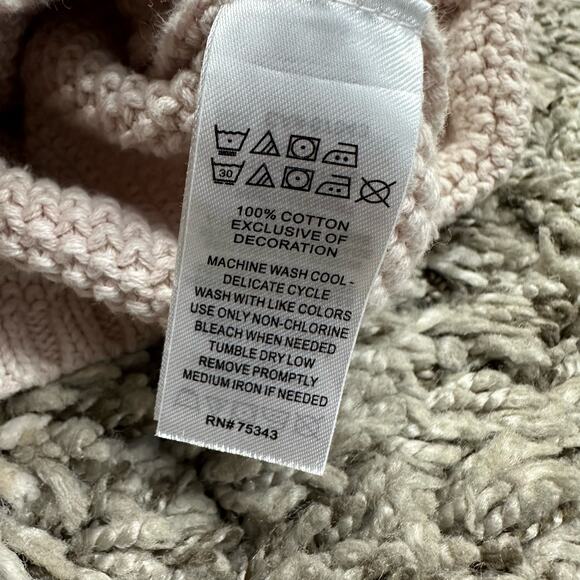 30
100% COTTON
EXCLUSIVE OF
DECORATION
MACHINE WASH COOL -
DELICATE CYCLE
WASH WITH LIKE COLORS
USE ONLY NON-CHLORINE
BLEACH WHEN NEEDED
TUMBLE DRY LOW
REMOVE PROMPTLY
MEDIUM IRON IF NEEDED
RN# 75343